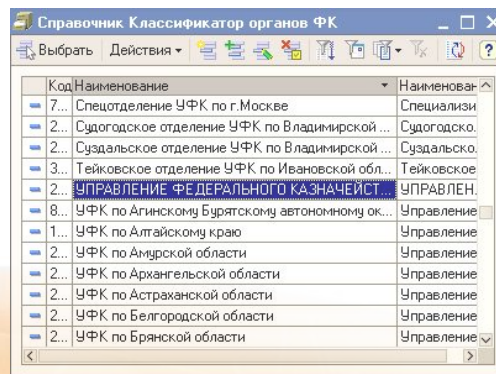 Справочник Классификатор органов ФК
Выбрать Действия ?
Код Наименование Наименован
7... Спецотделение УФК по г.Москве Специализи
2... Судогодское отделение УФК по Владимирской ... Судогодско.
2... Суздальское отделение УФК по Владимирской ... Суздальско.
3... Тейковское отделение УФК по Ивановской обл... Тейковское
2... УПРАВЛЕНИЕ ФЕДЕРАЛЬНОГО КАЗНАЧЕЙСТ... УПРАВЛЕН.
8... УФК по Агинскому Бурятскому автономному ок... Управление
1... УФК по Алтайскому краю Управление
2... УФК по Амурской области Управление
2... УФК по Архангельской области Управление
2... УФК по Астраханской области Управление
2... УФК по Белгородской области Управление
2... УФК по Брянской области Управление